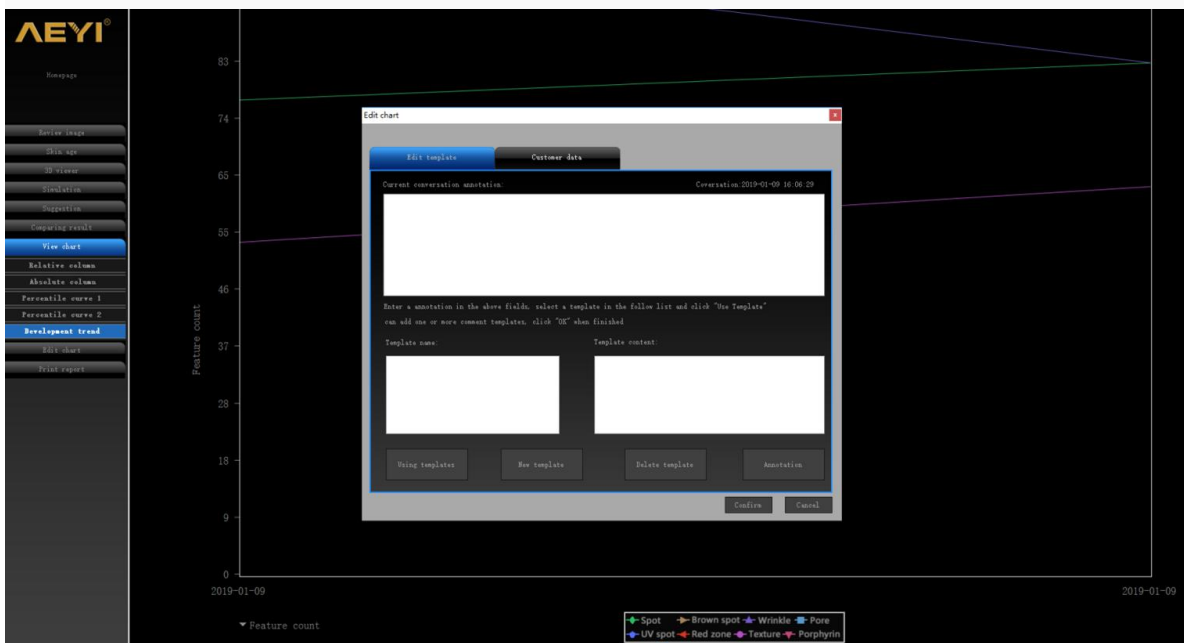 AEYI®
Homepage
Review image
Skin age
3D viewer
Simulation
Suggestion
Comparing result
View chart
Relative column
Absolute column
Percentile curve 1
Percentile curve 2
Development trend
Edit chart
Print report
83
74
65
55
46
37
28
18
9
0
Feature count
2019-01-09
2019-01-09
Feature count
Edit chart
x
Edit template
Customer data
Current conversation annotation:
Coversation:2019-01-09 16:06:29
Enter a annotation in the above fields, select a template in the follow list and click "Use Template"
can add one or more comment templates, click "OK" when finished
Template name:
Template content:
Using templates
New template
Delete template
Annotation
Confirm
Cancel
Spot Brown spot Wrinkle Pore
UV spot Red zone Texture Porphyrin